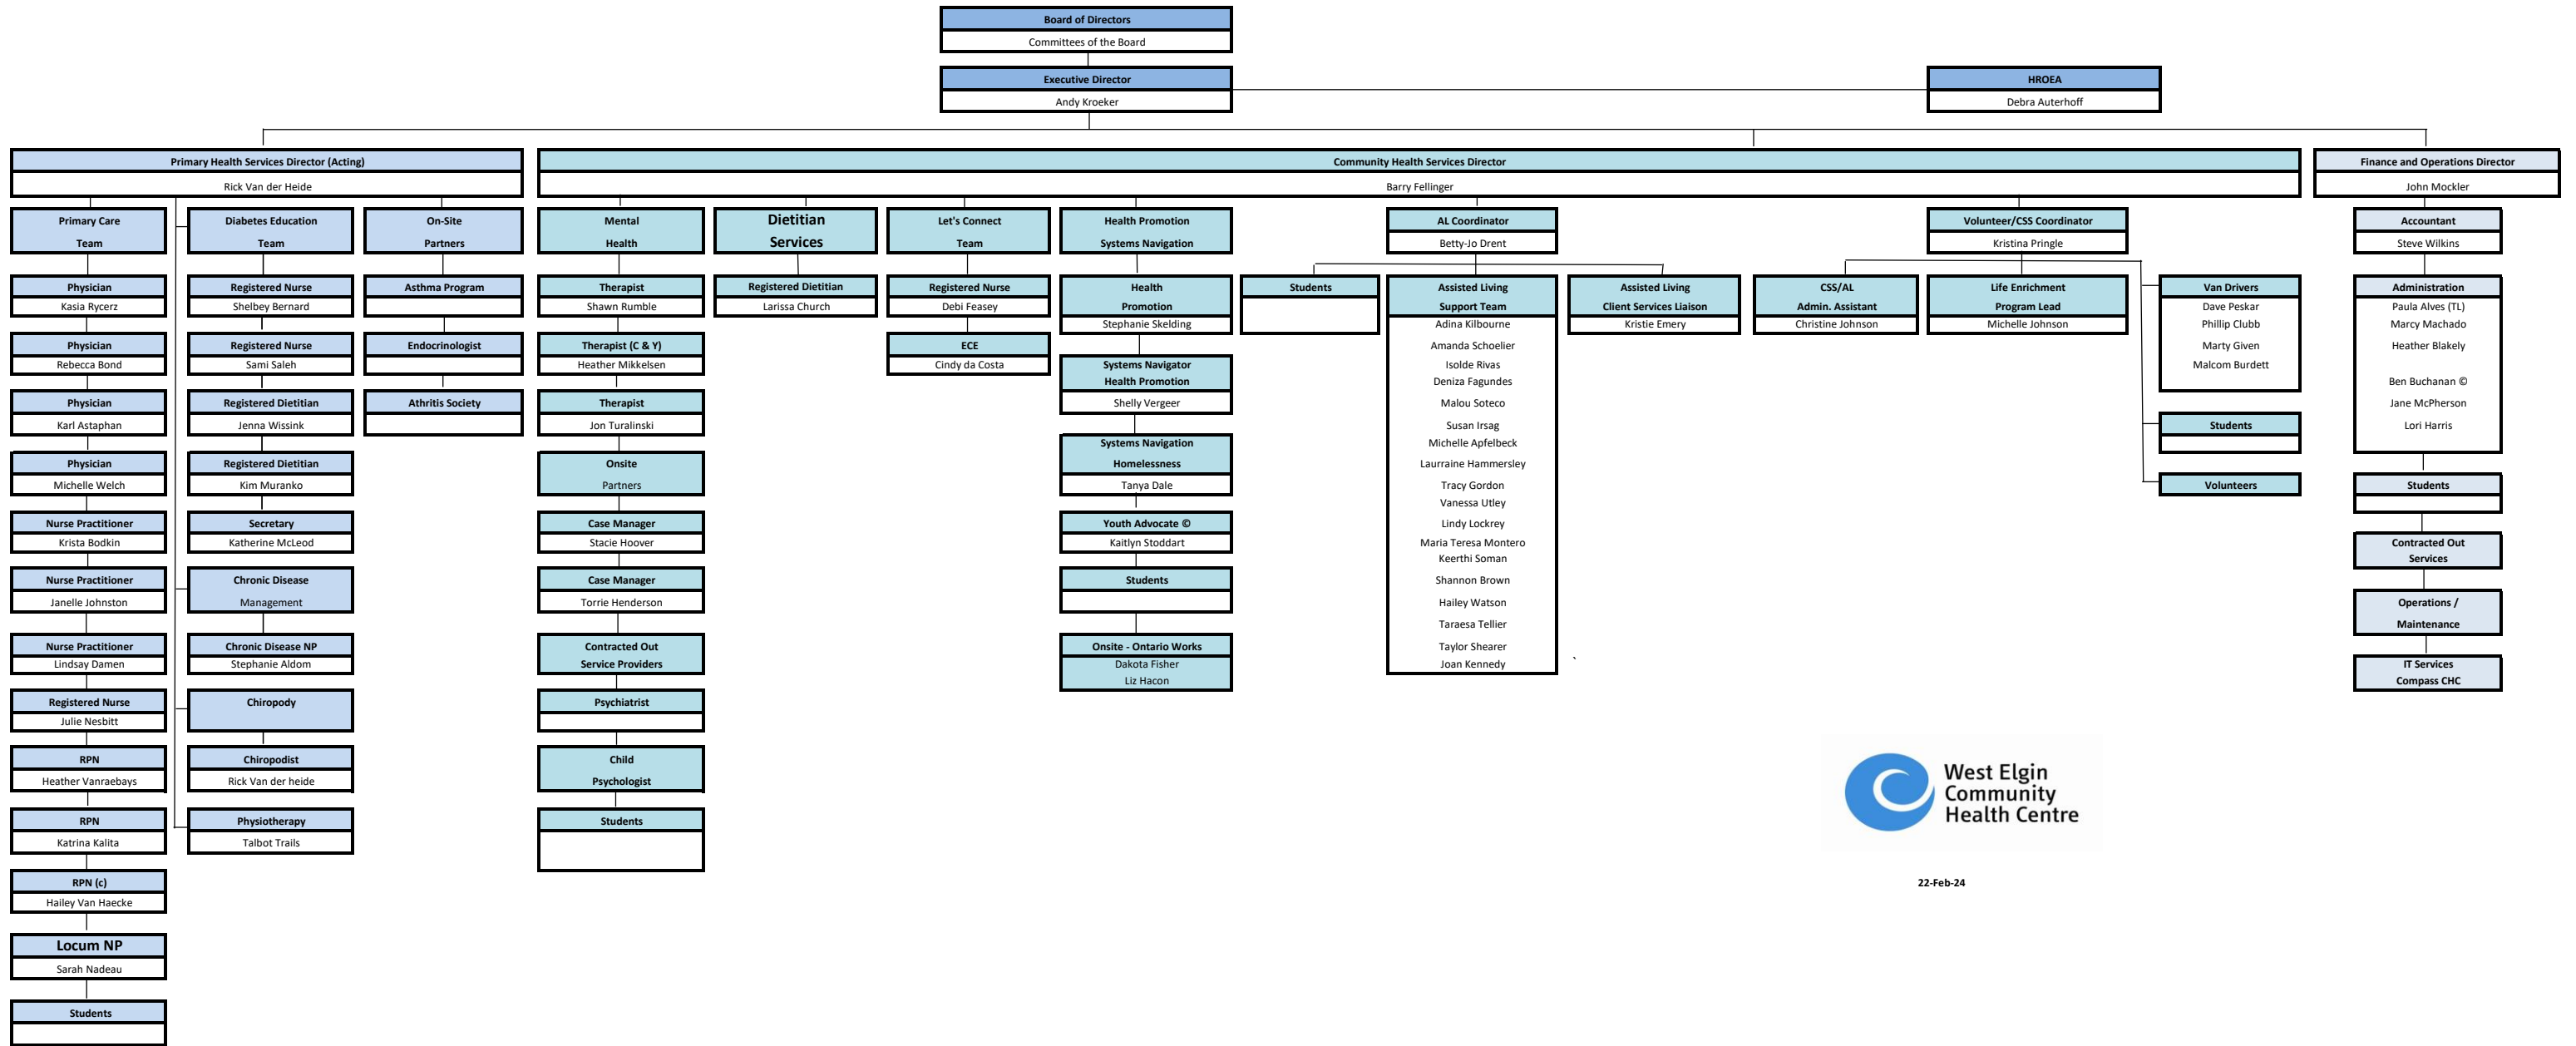 Board of Directors
Committees of the Board
Executive Director
Andy Kroeker
HROEA
Debra Auterhoff
Primary Health Services Director (Acting)
Rick Van der Heide
Community Health Services Director
Barry Fellinger
Finance and Operations Director
John Mockler
Primary Care
Team
Physician
Kasia Rycerz
Physician
Rebecca Bond
Physician
Karl Astaphan
Physician
Michelle Welch
Nurse Practitioner
Krista Bodkin
Nurse Practitioner
Janelle Johnston
Nurse Practitioner
Lindsay Damen
Registered Nurse
Julie Nesbitt
RPN
Heather Vanraebays
RPN
Katrina Kalita
RPN (c)
Hailey Van Haecke
Locum NP
Sarah Nadeau
Students
Diabetes Education
Team
Registered Nurse
Shelbey Bernard
Registered Nurse
Sami Saleh
Registered Dietitian
Jenna Wissink
Registered Dietitian
Kim Muranko
Secretary
Katherine McLeod
Chronic Disease
Management
Chronic Disease NP
Stephanie Aldom
Chiropody
Chiropodist
Rick Van der heide
Physiotherapy
Talbot Trails
On-Site
Partners
Asthma Program
Endocrinologist
Athritis Society
Mental
Health
Therapist
Shawn Rumble
Therapist (C & Y)
Heather Mikkelsen
Therapist
Jon Turalinski
Onsite
Partners
Case Manager
Stacie Hoover
Case Manager
Torrie Henderson
Contracted Out
Service Providers
Psychiatrist
Child
Psychologist
Students
Dietitian
Services
Registered Dietitian
Larissa Church
Let's Connect
Team
Registered Nurse
Debi Feasey
ECE
Cindy da Costa
Health Promotion
Systems Navigation
Health
Promotion
Stephanie Skelding
Systems Navigator
Health Promotion
Shelly Vergeer
Systems Navigation
Homelessness
Tanya Dale
Youth Advocate ©
Kaitlyn Stoddart
Students
Onsite - Ontario Works
Dakota Fisher
Liz Hacon
AL Coordinator
Betty-Jo Drent
Students
Assisted Living
Support Team
Adina Kilbourne
Amanda Schoelier
Isolde Rivas
Deniza Fagundes
Malou Soteco
Susan Irsag
Michelle Apfelbeck
Laurraine Hammersley
Tracy Gordon
Vanessa Utley
Lindy Lockrey
Maria Teresa Montero
Keerthi Soman
Shannon Brown
Hailey Watson
Taraesa Tellier
Taylor Shearer
Joan Kennedy
Assisted Living
Client Services Liaison
Kristie Emery
`
Volunteer/CSS Coordinator
Kristina Pringle
CSS/AL
Admin. Assistant
Christine Johnson
Life Enrichment
Program Lead
Michelle Johnson
Van Drivers
Dave Peskar
Phillip Clubb
Marty Given
Malcom Burdett
Students
Volunteers
Accountant
Steve Wilkins
Administration
Paula Alves (TL)
Marcy Machado
Heather Blakely
Ben Buchanan ©
Jane McPherson
Lori Harris
Students
Contracted Out
Services
Operations /
Maintenance
IT Services
Compass CHC
West Elgin
Community
Health Centre
22-Feb-24